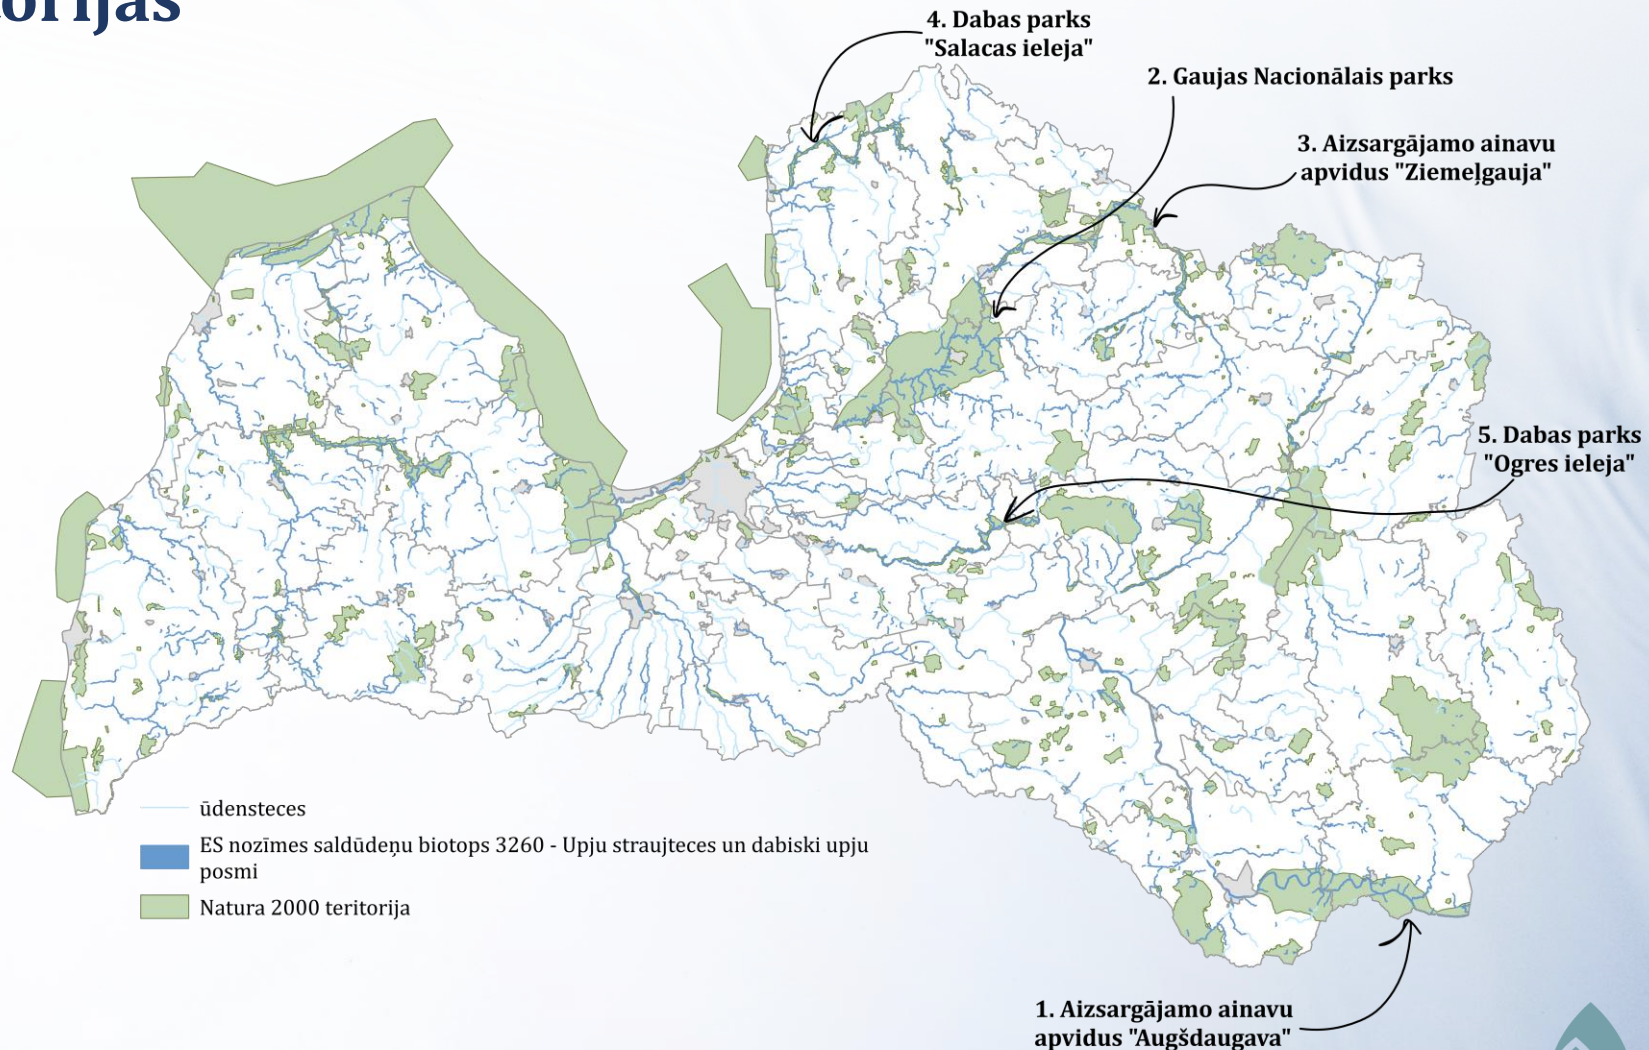 4. Dabas parks
"Salacas ieleja"
2. Gaujas Nacionālais parks
3. Aizsargājamo ainavu
apvidus "Ziemeļgauja"
5. Dabas parks
"Ogres ieleja"
ūdensteces
ES nozīmes saldūdeņu biotops 3260 - Upju straujteces un dabiski upju
posmi
Natura 2000 teritorija
1. Aizsargājamo ainavu
apvidus "Augšdaugava"